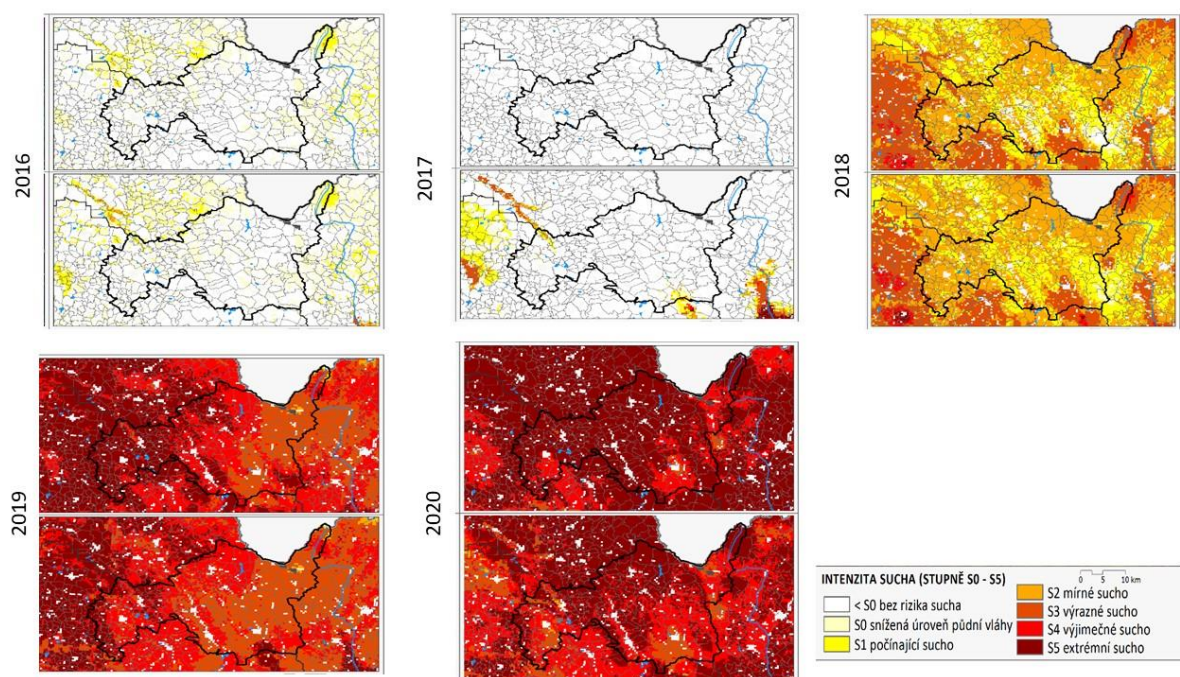 2016
2017
2018
2019
2020
INTENZITA SUCHA (STUPNĚ S0 - S5)
0 5 10 km
< S0 bez rizika sucha
S0 snížená úroveň půdní vláhy
S1 počínající sucho
S2 mírné sucho
S3 výrazné sucho
S4 výjimečné sucho
S5 extrémní sucho